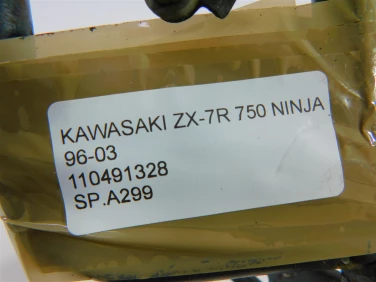 KAWASAKI ZX-7R 750 NINJA
96-03
110491328
SP.A299